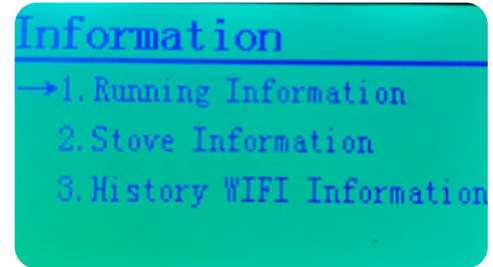 Information
→1. Running Information
2. Stove Information
3. History WIFI Information